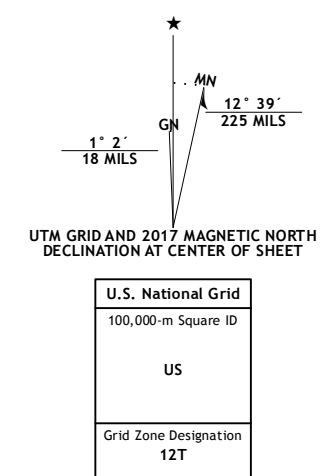 ★
MN
GN
12° 39´
225 MILS
1° 2´
18 MILS
UTM GRID AND 2017 MAGNETIC NORTH
DECLINATION AT CENTER OF SHEET
U.S. National Grid
100,000-m Square ID
US
Grid Zone Designation
12T